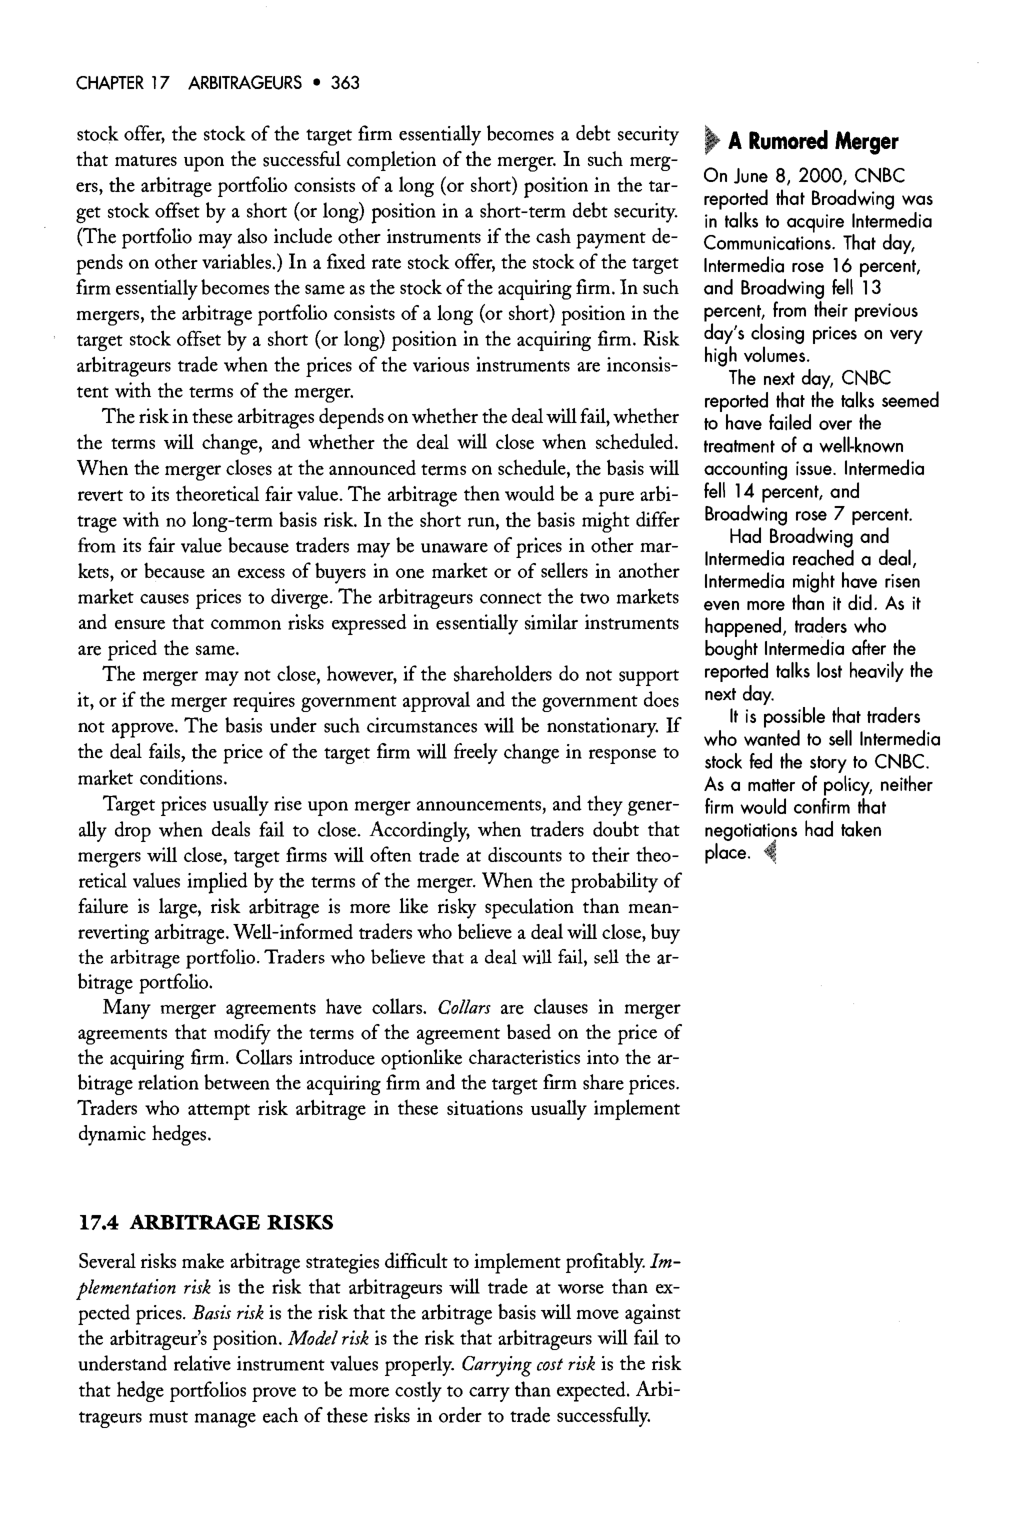 CHAPTER 17 ARBITRAGEURS • 363
stock offer, the stock of the target firm essentially becomes a debt security
that matures upon the successful completion of the merger. In such merg-
ers, the arbitrage portfolio consists of a long (or short) position in the tar-
get stock offset by a short (or long) position in a short-term debt security.
(The portfolio may also include other instruments if the cash payment de-
pends on other variables.) In a fixed rate stock offer, the stock of the target
firm essentially becomes the same as the stock of the acquiring firm. In such
mergers, the arbitrage portfolio consists of a long (or short) position in the
target stock offset by a short (or long) position in the acquiring firm. Risk
arbitrageurs trade when the prices of the various instruments are inconsis-
tent with the terms of the merger.
The risk in these arbitrages depends on whether the deal will fail, whether
the terms will change, and whether the deal will close when scheduled.
When the merger closes at the announced terms on schedule, the basis will
revert to its theoretical fair value. The arbitrage then would be a pure arbi-
trage with no long-term basis risk. In the short run, the basis might differ
from its fair value because traders may be unaware of prices in other mar-
kets, or because an excess of buyers in one market or of sellers in another
market causes prices to diverge. The arbitrageurs connect the two markets
and ensure that common risks expressed in essentially similar instruments
are priced the same.
The merger may not close, however, if the shareholders do not support
it, or if the merger requires government approval and the government does
not approve. The basis under such circumstances will be nonstationary. If
the deal fails, the price of the target firm will freely change in response to
market conditions.
Target prices usually rise upon merger announcements, and they gener-
ally drop when deals fail to close. Accordingly, when traders doubt that
mergers will close, target firms will often trade at discounts to their theo-
retical values implied by the terms of the merger. When the probability of
failure is large, risk arbitrage is more like risky speculation than mean-
reverting arbitrage. Well-informed traders who believe a deal will close, buy
the arbitrage portfolio. Traders who believe that a deal will fail, sell the ar-
bitrage portfolio.
Many merger agreements have collars. Collars are clauses in merger
agreements that modify the terms of the agreement based on the price of
the acquiring firm. Collars introduce optionlike characteristics into the ar-
bitrage relation between the acquiring firm and the target firm share prices.
Traders who attempt risk arbitrage in these situations usually implement
dynamic hedges.
17.4 ARBITRAGE RISKS
Several risks make arbitrage strategies difficult to implement profitably. Im-
plementation risk is the risk that arbitrageurs will trade at worse than ex-
pected prices. Basis risk is the risk that the arbitrage basis will move against
the arbitrageur's position. Model risk is the risk that arbitrageurs will fail to
understand relative instrument values properly. Carrying cost risk is the risk
that hedge portfolios prove to be more costly to carry than expected. Arbi-
trageurs must manage each of these risks in order to trade successfully.
A Rumored Merger
On June 8, 2000, CNBC
reported that Broadwing was
in talks to acquire Intermedia
Communications. That day,
Intermedia rose 16 percent,
and Broadwing fell 13
percent, from their previous
day's closing prices on very
high volumes.
The next day, CNBC
reported that the talks seemed
to have failed over the
treatment of a well-known
accounting issue. Intermedia
fell 14 percent, and
Broadwing rose 7 percent.
Had Broadwing and
Intermedia reached a deal,
Intermedia might have risen
even more than it did. As it
happened, traders who
bought Intermedia after the
reported talks lost heavily the
next day.
It is possible that traders
who wanted to sell Intermedia
stock fed the story to CNBC.
As a matter of policy, neither
firm would confirm that
negotiations had taken
place.